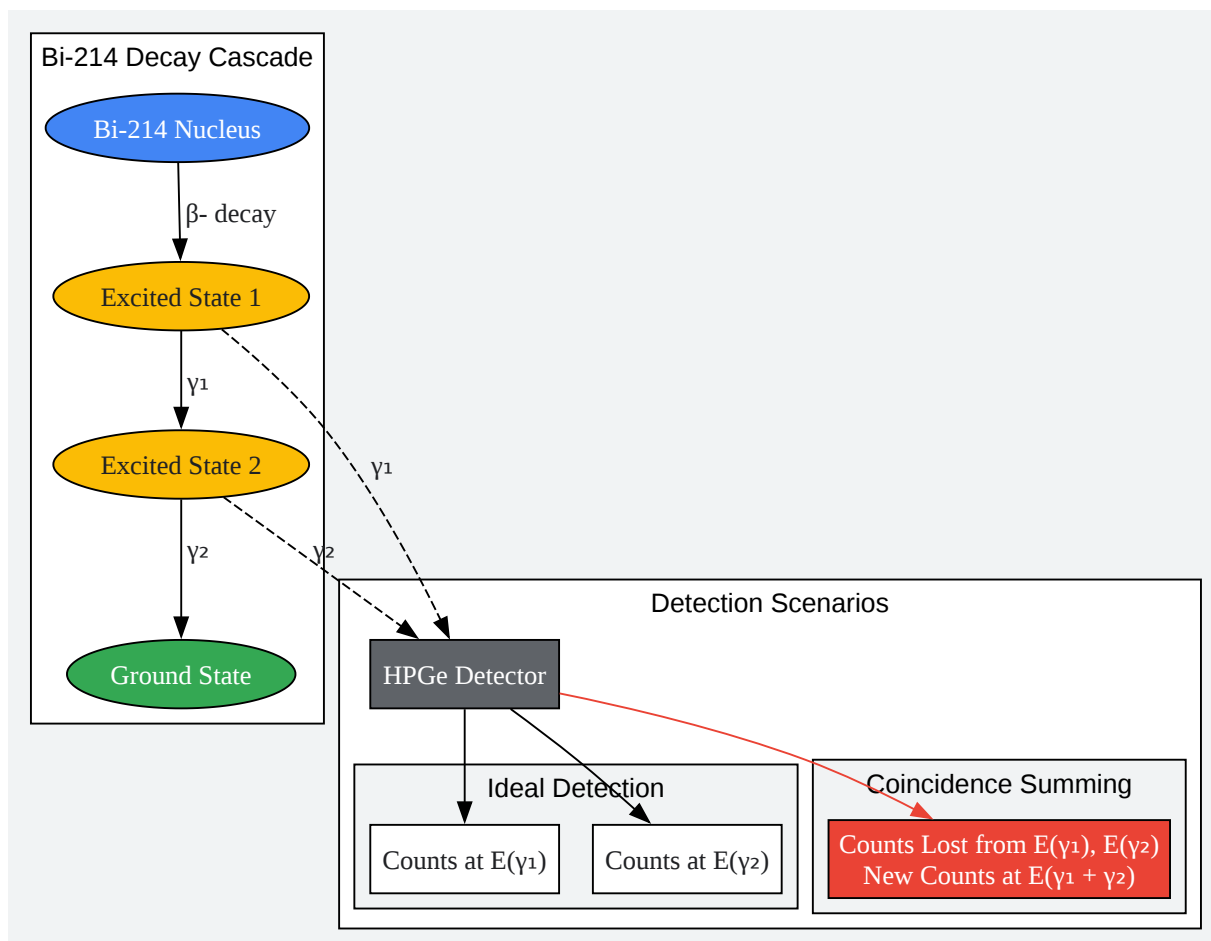 Bi-214 Decay Cascade
Bi-214 Nucleus
β- decay
Excited State 1
γ₁
Excited State 2
γ₁
γ₂
γ₂
Ground State
Detection Scenarios
HPGe Detector
Ideal Detection
Counts at E(γ₁)
Counts at E(γ₂)
Coincidence Summing
Counts Lost from E(γ₁), E(γ₂)
New Counts at E(γ₁ + γ₂)